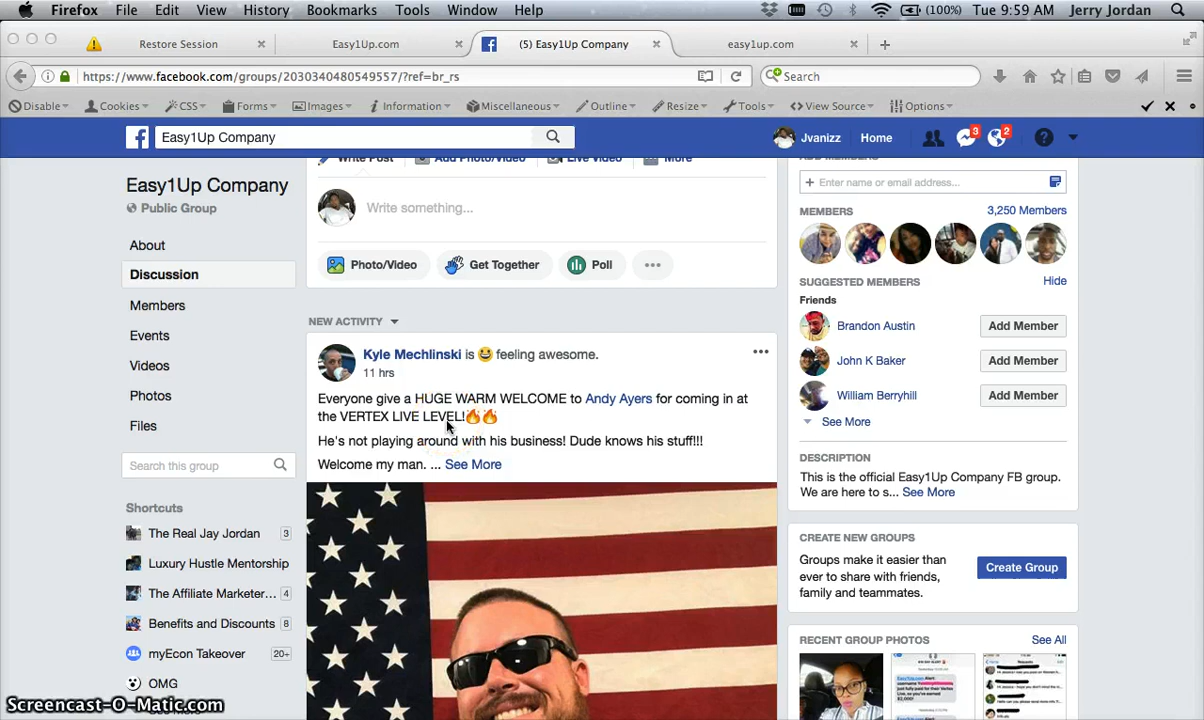 Firefox File Edit View History Bookmarks Tools Window Help (100%) Tue 9:59 AM Jerry Jordan
Restore Session Easy1Up.com (5) Easy1Up Company easy1up.com
https://www.facebook.com/groups/2030340480549557/?ref=br_rs Search
Disable Cookies CSS Forms Images Information Miscellaneous Outline Resize Tools View Source Options
Easy1Up Company Jvanizz Home 3 2
Easy1Up Company
Public Group
About
Discussion
Members
Events
Videos
Photos
Files
Search this group
Shortcuts
The Real Jay Jordan 3
Luxury Hustle Mentorship
The Affiliate Marketer... 4
Benefits and Discounts 8
myEcon Takeover 20+
OMG
Write Post Add Photo/Video Live Video More
Write something...
Photo/Video Get Together Poll
NEW ACTIVITY
Kyle Mechlinski is 😀 feeling awesome.
11 hrs
Everyone give a HUGE WARM WELCOME to Andy Ayers for coming in at
the VERTEX LIVE LEVEL!🔥🔥
He's not playing around with his business! Dude knows his stuff!!!
Welcome my man. ... See More
ADD MEMBERS
+ Enter name or email address...
MEMBERS 3,250 Members
SUGGESTED MEMBERS Hide
Friends
Brandon Austin Add Member
John K Baker Add Member
William Berryhill Add Member
See More
DESCRIPTION
This is the official Easy1Up Company FB group.
We are here to s... See More
CREATE NEW GROUPS
Groups make it easier than
ever to share with friends,
family and teammates.
Create Group
RECENT GROUP PHOTOS See All
Screencast-O-Matic.com